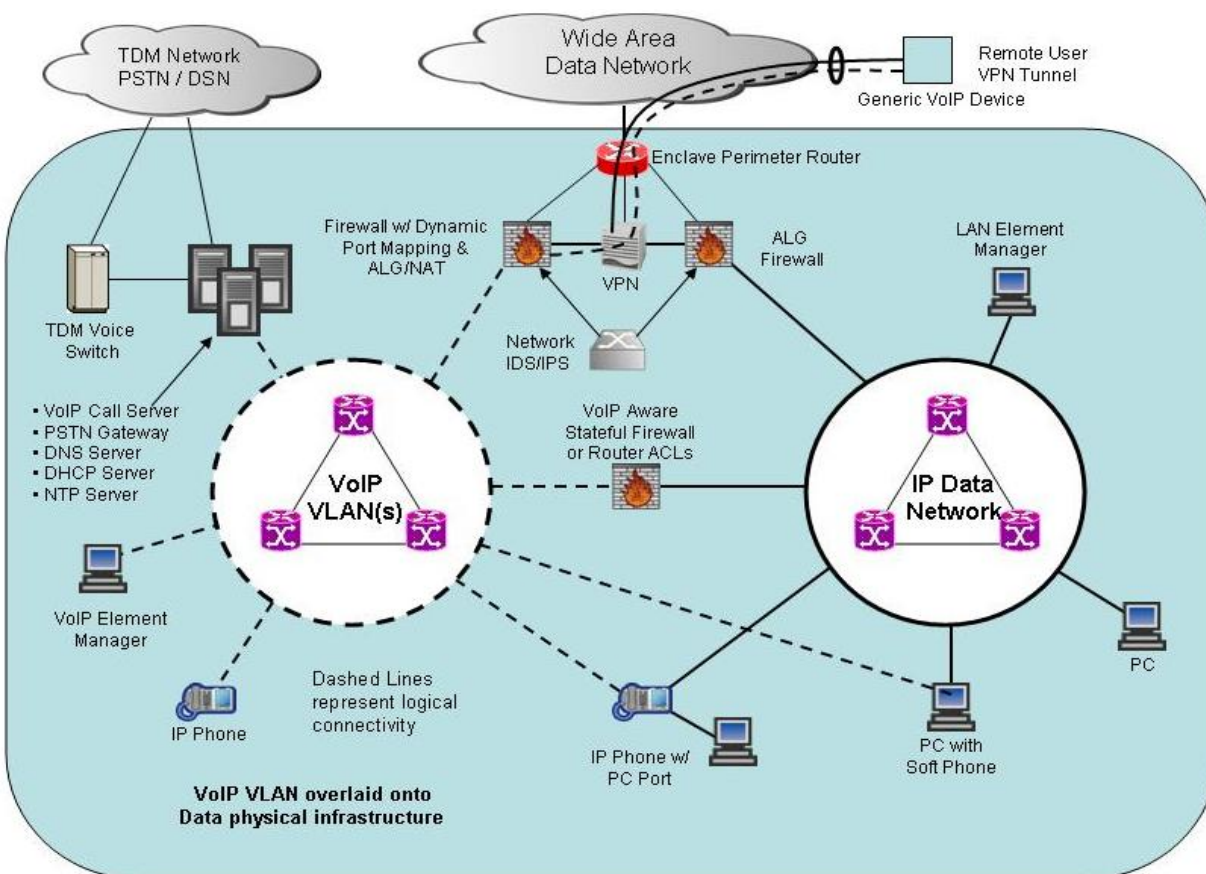 TDM Network
PSTN / DSN
Wide Area
Data Network
Remote User
VPN Tunnel
Generic VoIP Device
Enclave Perimeter Router
Firewall w/ Dynamic
Port Mapping &
ALG/NAT
VPN
ALG
Firewall
LAN Element
Manager
TDM Voice
Switch
Network
IDS/IPS
▪ VoIP Call Server
▪ PSTN Gateway
▪ DNS Server
▪ DHCP Server
▪ NTP Server
VoIP Aware
Stateful Firewall
or Router ACLs
VoIP
VLAN(s)
IP Data
Network
VoIP Element
Manager
PC
Dashed Lines
represent logical
connectivity
IP Phone
IP Phone w/
PC Port
PC with
Soft Phone
VoIP VLAN overlaid onto
Data physical infrastructure